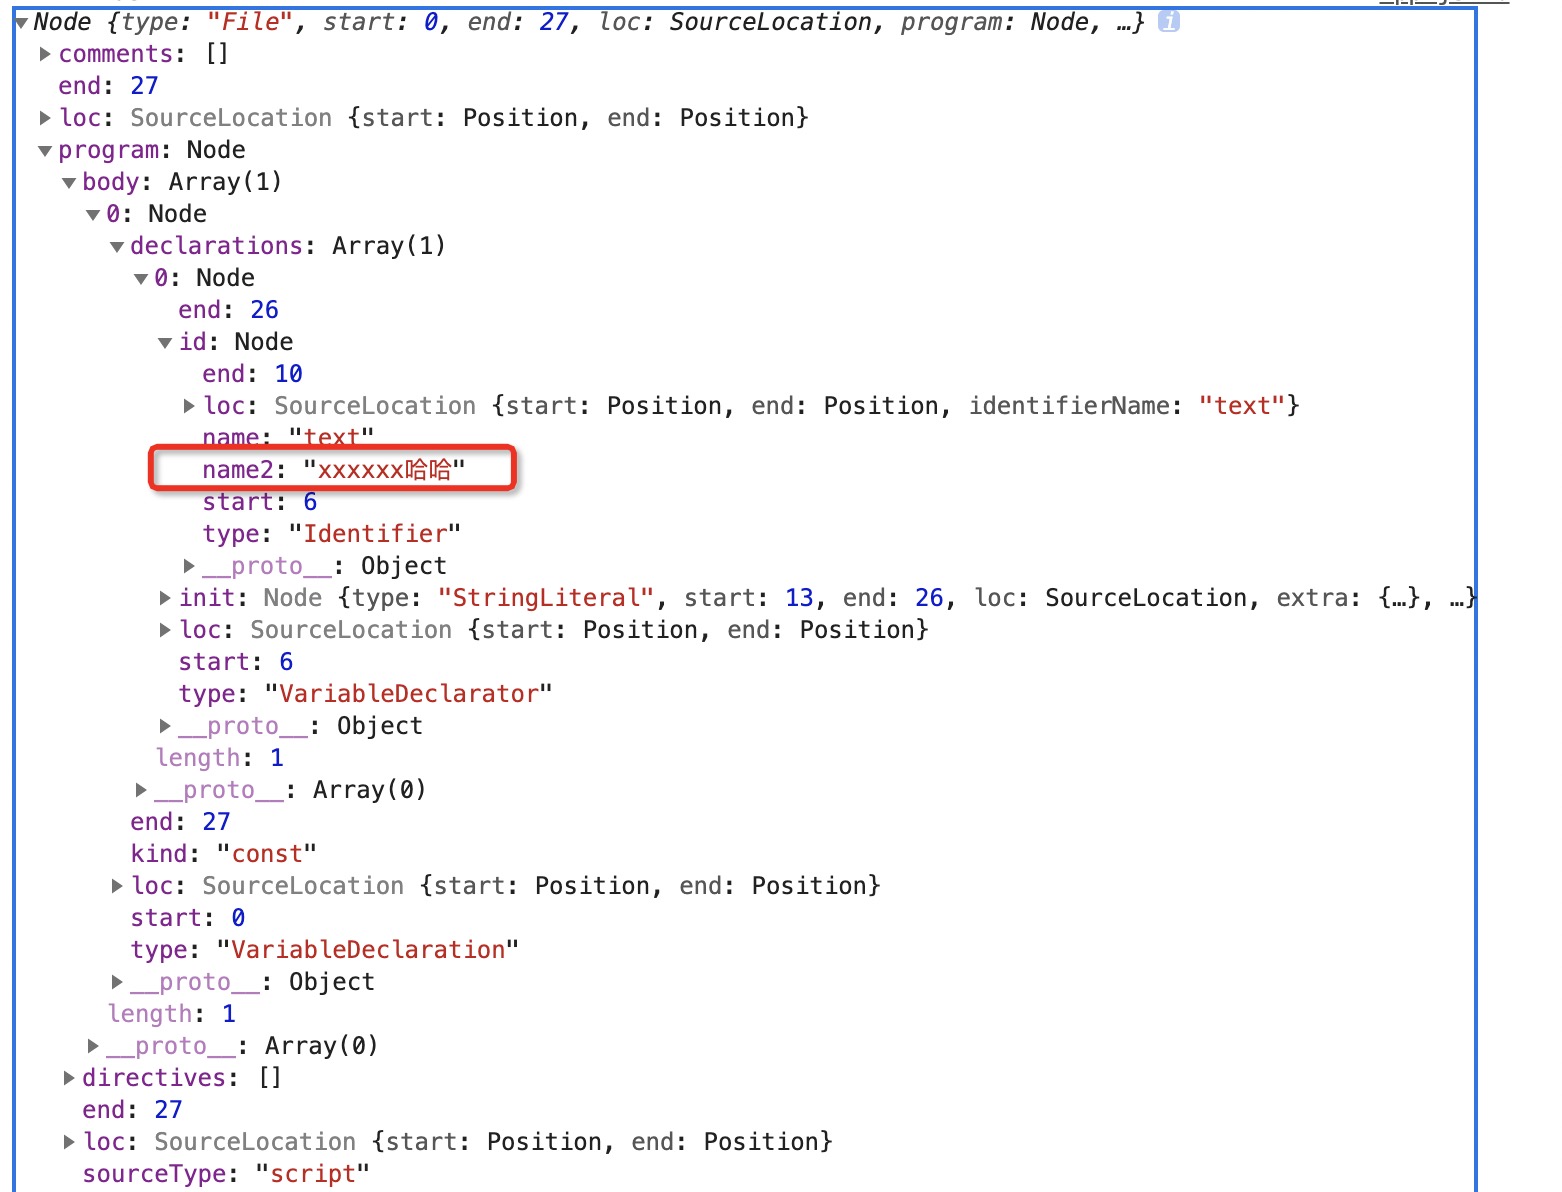 Node {type: "File", start: 0, end: 27, loc: SourceLocation, program: Node, …} i
comments: []
end: 27
loc: SourceLocation {start: Position, end: Position}
program: Node
body: Array(1)
0: Node
declarations: Array(1)
0: Node
end: 26
id: Node
end: 10
loc: SourceLocation {start: Position, end: Position, identifierName: "text"}
name: "text"
name2: "xxxxxx哈哈"
start: 6
type: "Identifier"
__proto__: Object
init: Node {type: "StringLiteral", start: 13, end: 26, loc: SourceLocation, extra: {…}, …}
loc: SourceLocation {start: Position, end: Position}
start: 6
type: "VariableDeclarator"
__proto__: Object
length: 1
__proto__: Array(0)
end: 27
kind: "const"
loc: SourceLocation {start: Position, end: Position}
start: 0
type: "VariableDeclaration"
__proto__: Object
length: 1
__proto__: Array(0)
directives: []
end: 27
loc: SourceLocation {start: Position, end: Position}
sourceType: "script"